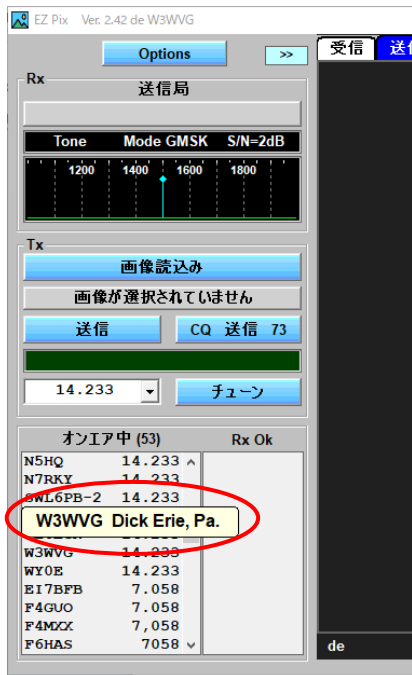 EZ Pix Ver. 2.42 de W3WVG
Options
>>
受信
Rx
送信局
Tone Mode GMSK S/N=2dB
1200 1400 1600 1800
Tx
画像読込み
画像が選択されていません
送信
CQ 送信 73
14.233
チューン
オンエア中 (53)
Rx Ok
N5HQ 14.233
N7RKY 14.233
SWL6PB-2 14.233
W3WVG Dick Erie, Pa.
W3WVG 14.233
WY0E 14.233
EI7BFB 7.058
F4GUO 7.058
F4MXX 7,058
F6HAS 7058
de